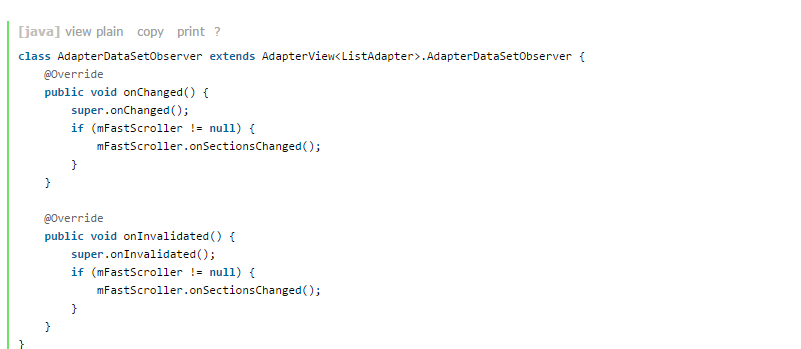 [java] view plain copy print ?
class AdapterDataSetObserver extends AdapterView<ListAdapter>.AdapterDataSetObserver {
    @Override
    public void onChanged() {
        super.onChanged();
        if (mFastScroller != null) {
            mFastScroller.onSectionsChanged();
        }
    }

    @Override
    public void onInvalidated() {
        super.onInvalidated();
        if (mFastScroller != null) {
            mFastScroller.onSectionsChanged();
        }
    }
}